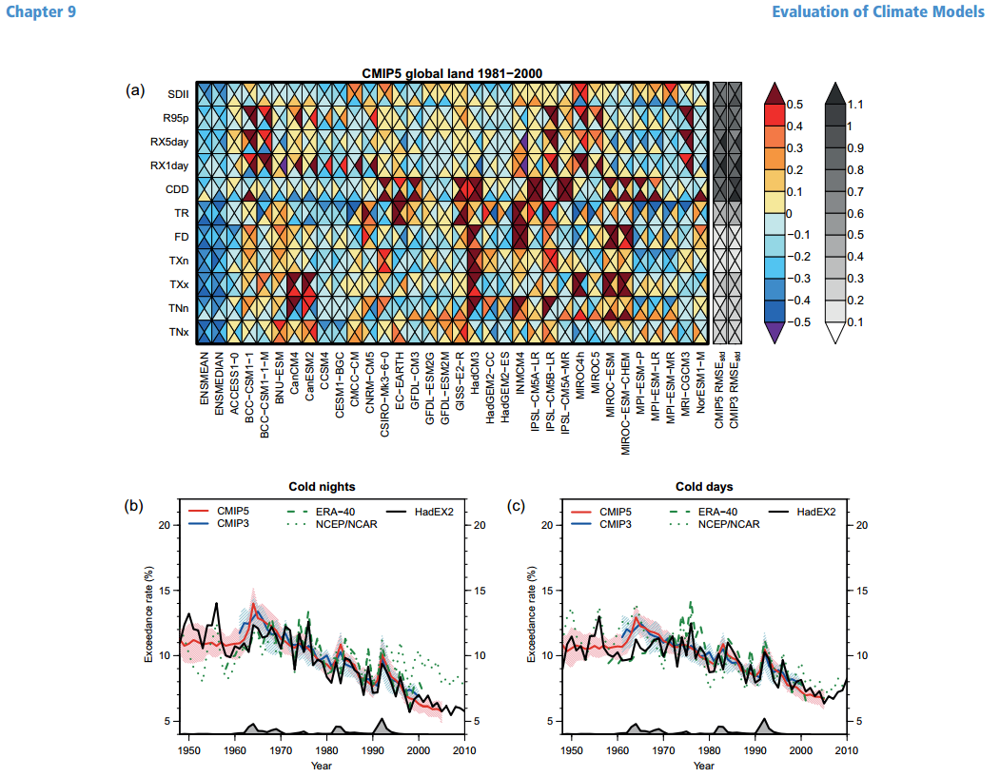 Chapter 9
Evaluation of Climate Models
CMIP5 global land 1981−2000
(a)
SDII
R95p
RX5day
RX1day
CDD
TR
FD
TXn
TXx
TNn
TNx
ENSMEAN
ENSMEDIAN
ACCESS1−0
BCC−CSM1−1
BCC−CSM1−1−M
BNU−ESM
CanCM4
CanESM2
CCSM4
CESM1−BGC
CMCC−CM
CNRM−CM5
CSIRO−Mk3−6−0
EC−EARTH
GFDL−CM3
GFDL−ESM2G
GFDL−ESM2M
GISS−E2−R
HadCM3
HadGEM2−CC
HadGEM2−ES
INMCM4
IPSL−CM5A−LR
IPSL−CM5B−LR
IPSL−CM5A−MR
MIROC4h
MIROC5
MIROC−ESM
MIROC−ESM−CHEM
MPI−ESM−P
MPI−ESM−LR
MPI−ESM−MR
MRI−CGCM3
NorESM1−M
CMIP5 RMSEstd
CMIP3 RMSEstd
0.5
0.4
0.3
0.2
0.1
0
−0.1
−0.2
−0.3
−0.4
−0.5
1.1
1
0.9
0.8
0.7
0.6
0.5
0.4
0.3
0.2
0.1
(b)
Cold nights
CMIP5
CMIP3
ERA−40
NCEP/NCAR
HadEX2
Exceedance rate (%)
20
15
10
5
20
15
10
5
1950 1960 1970 1980 1990 2000 2010
Year
(c)
Cold days
CMIP5
CMIP3
ERA−40
NCEP/NCAR
HadEX2
Exceedance rate (%)
20
15
10
5
20
15
10
5
1950 1960 1970 1980 1990 2000 2010
Year